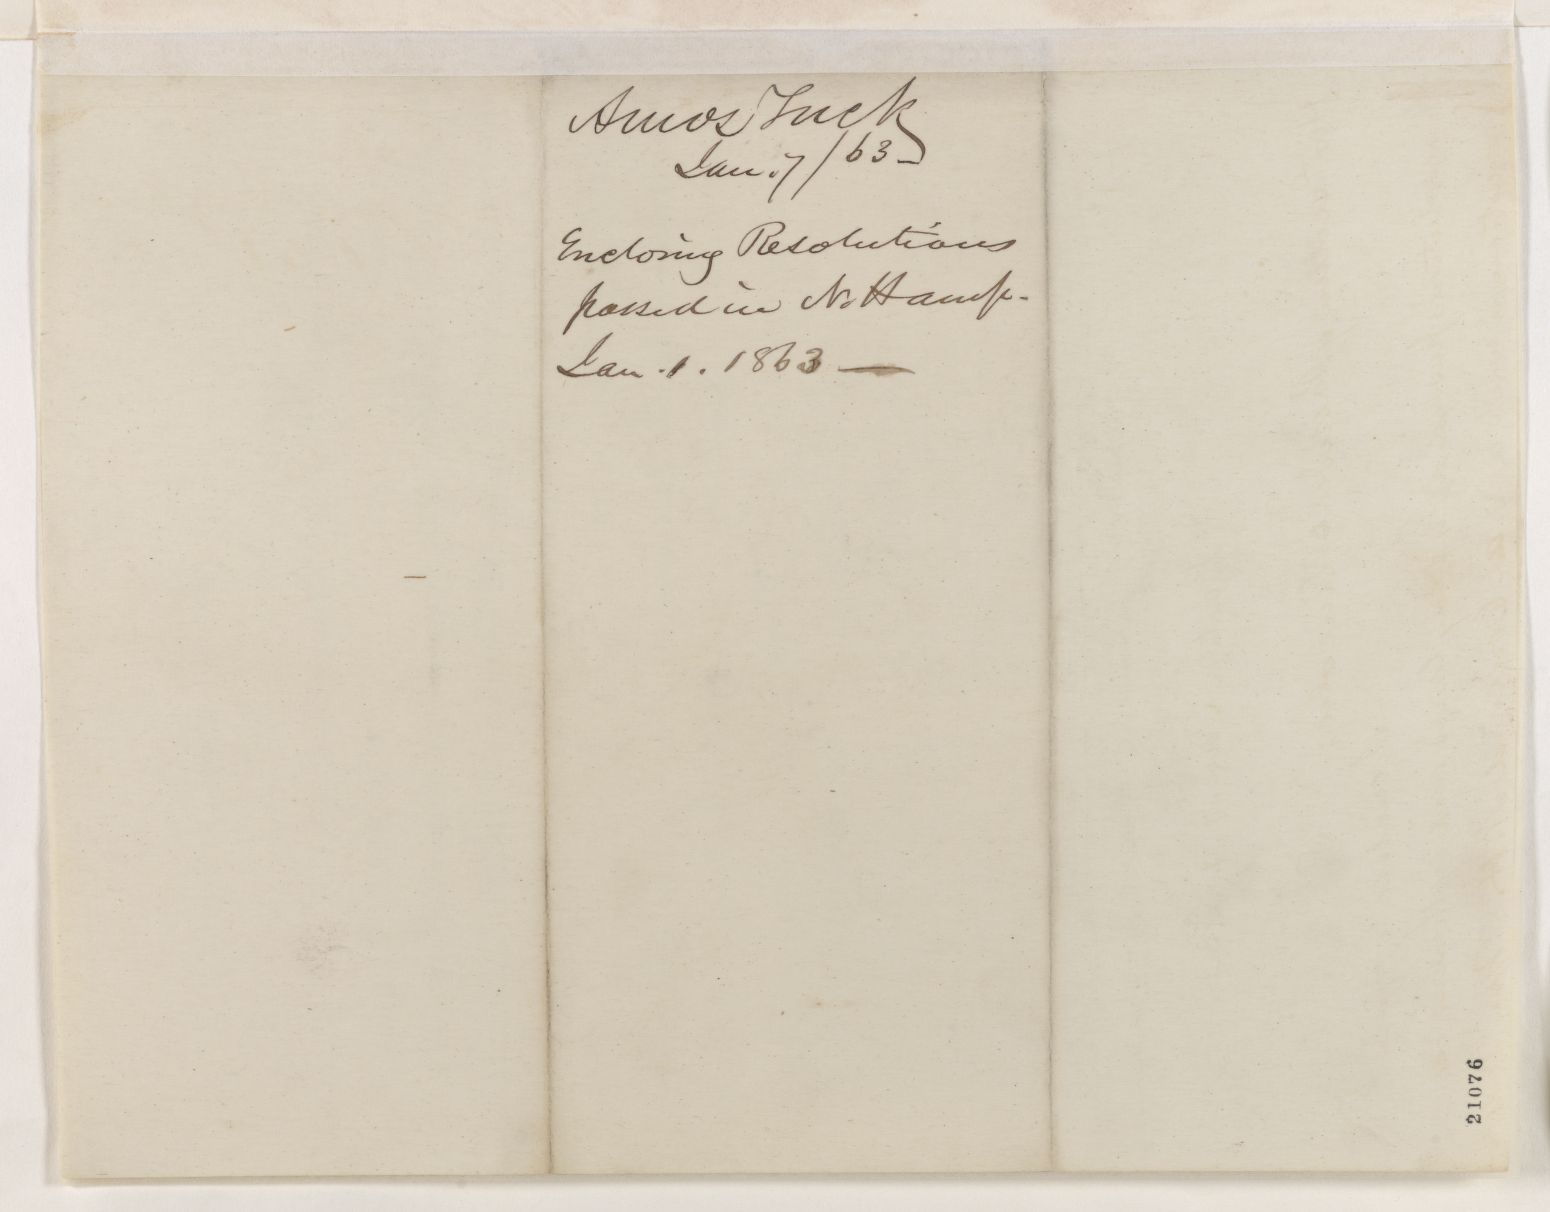 Amos Tuck
Jan. 7/63
Enclosing Resolutions
passed in N. Hamp-
Jan. 1. 1863 —
21076